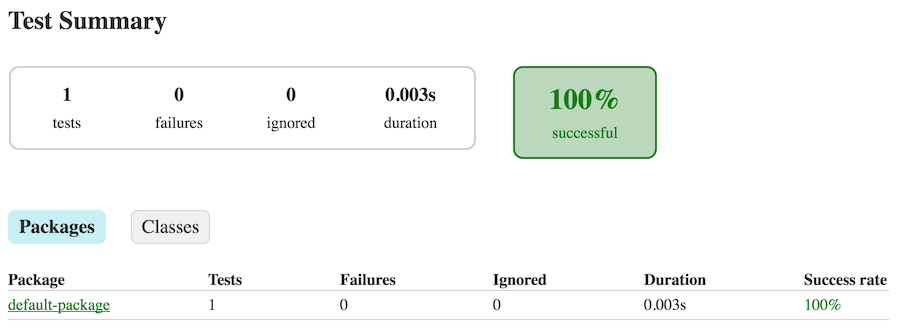 Test Summary
1 0 0 0.003s
tests failures ignored duration
100%
successful
Packages Classes
Package Tests Failures Ignored Duration Success rate
default-package 1 0 0 0.003s 100%